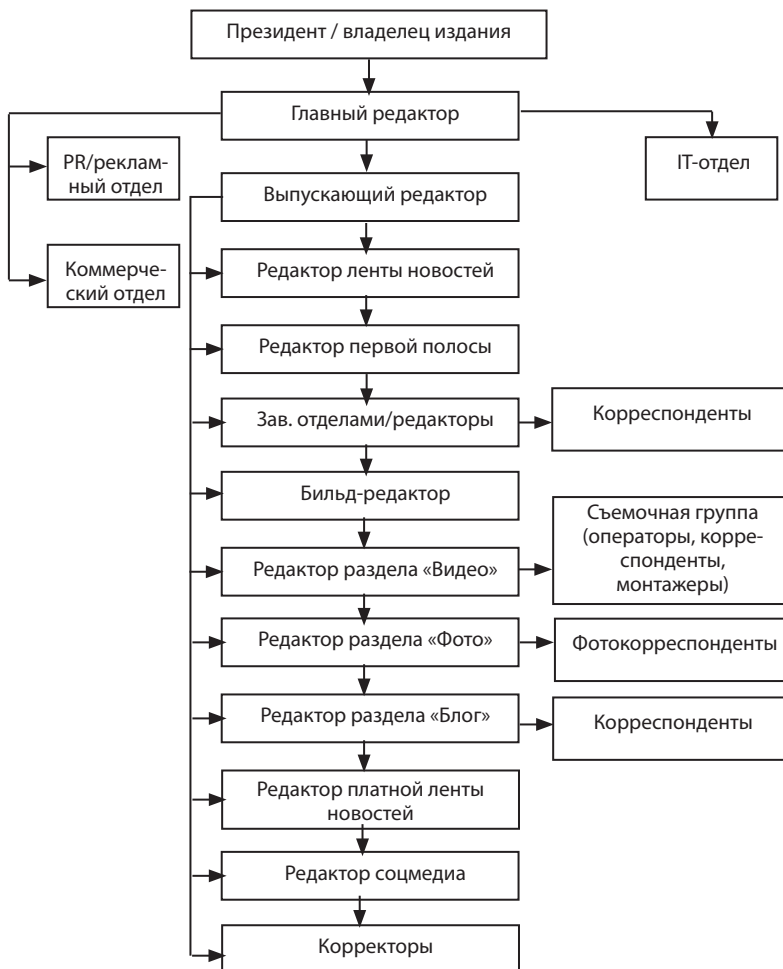 Президент / владелец издания
Главный редактор
PR/реклам-
ный отдел
IT-отдел
Выпускающий редактор
Коммерче-
ский отдел
Редактор ленты новостей
Редактор первой полосы
Зав. отделами/редакторы
Корреспонденты
Бильд-редактор
Съемочная группа
(операторы, корре-
спонденты,
монтажеры)
Редактор раздела «Видео»
Редактор раздела «Фото»
Фотокорреспонденты
Редактор раздела «Блог»
Корреспонденты
Редактор платной ленты
новостей
Редактор соцмедиа
Корректоры